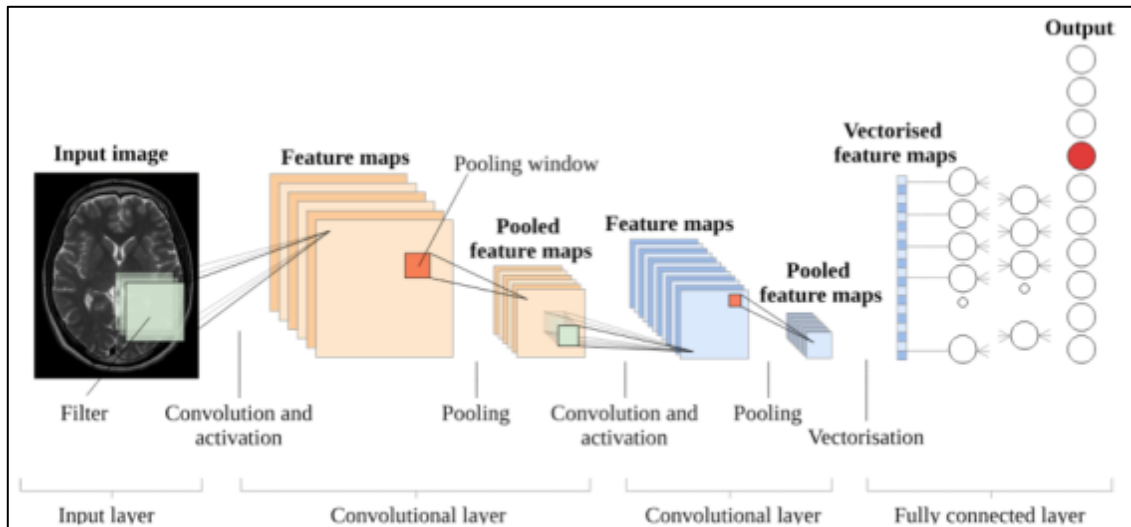 Output
Vectorised
feature maps
Input image
Feature maps
Pooling window
Pooled
feature maps
Feature maps
Pooled
feature maps
Filter
Convolution and
activation
Pooling
Convolution and
activation
Pooling
Vectorisation
Input layer
Convolutional layer
Convolutional layer
Fully connected layer